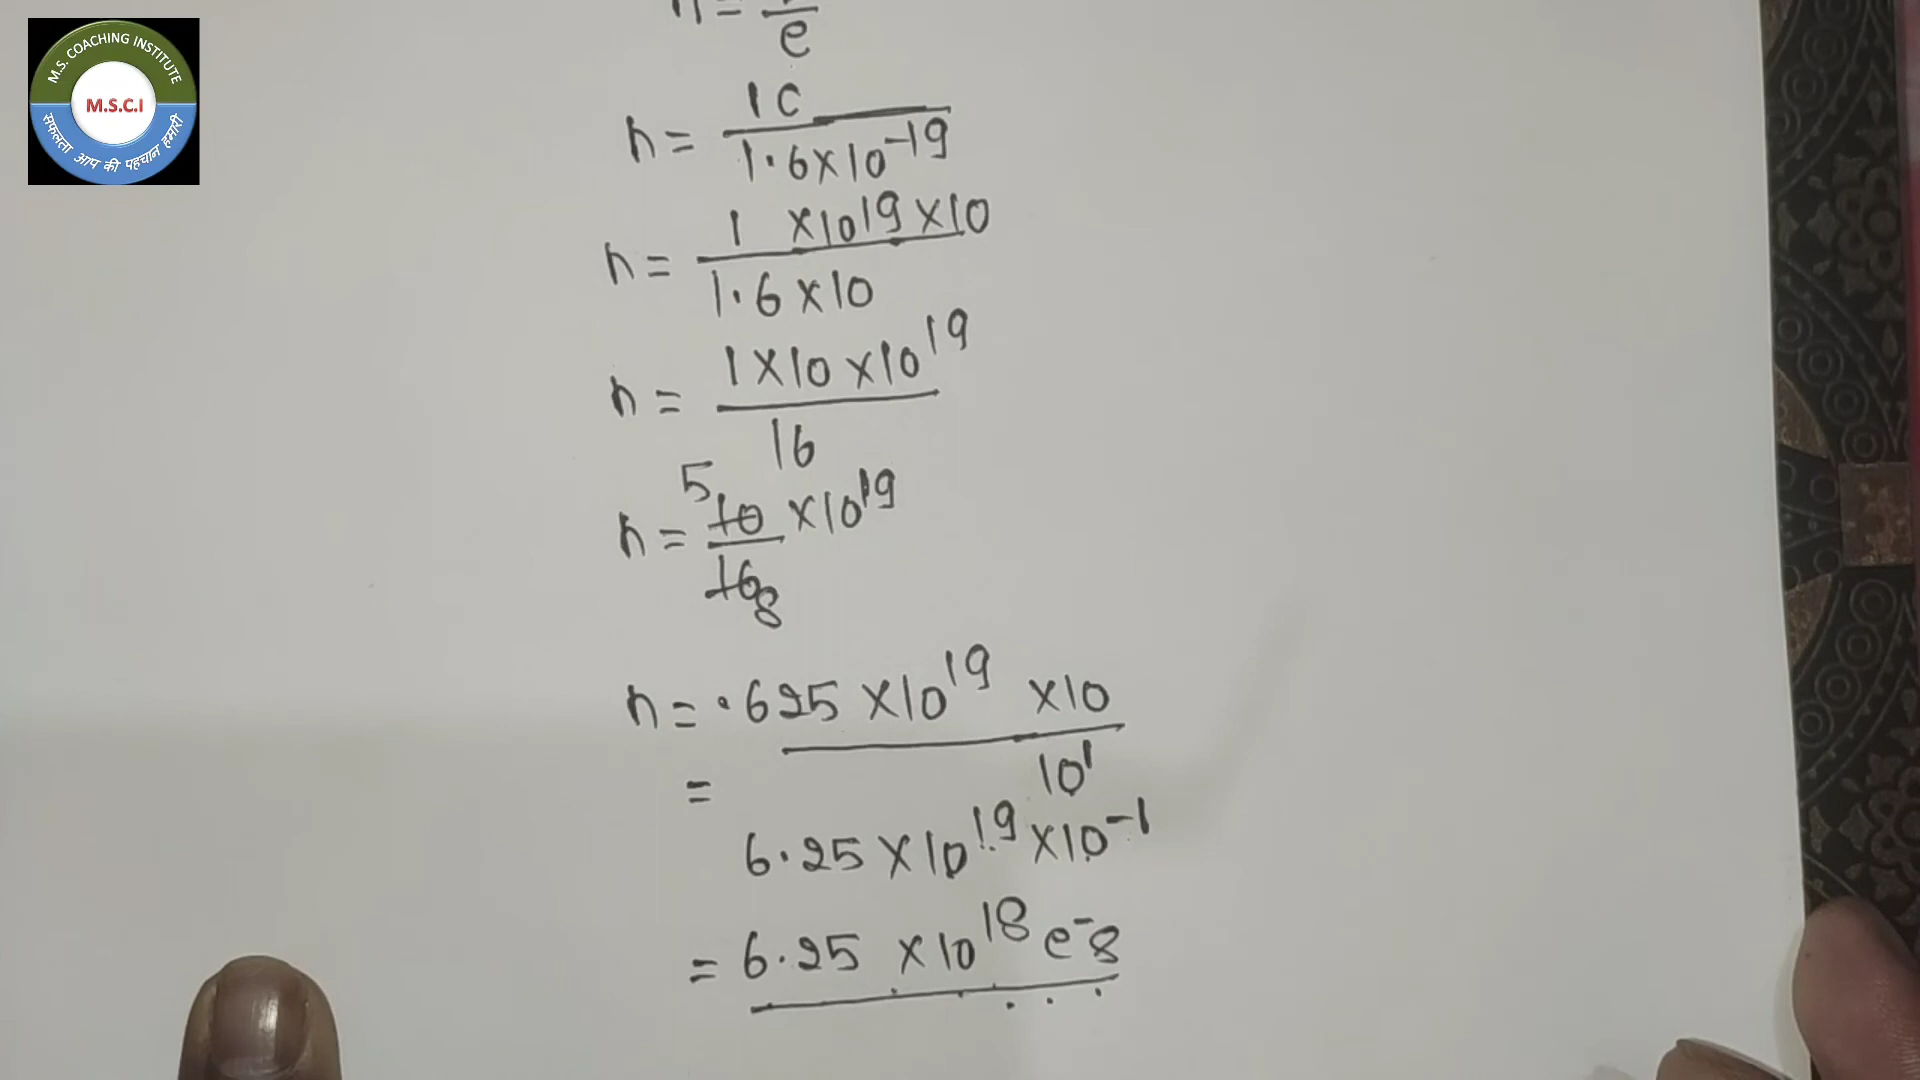 M.S. COACHING INSTITUTE
M.S.C.I
सफलता आप की पहचान हमारी
n = / e
n = 1C / 1.6×10⁻¹⁹
n = 1 ×10¹⁹ ×10 / 1.6×10
n = 1×10×10¹⁹ / 16
5
n = 10/16 ×10¹⁹
8
n = .625 ×10¹⁹ ×10 / 10¹
=
6.25×10¹⁹×10⁻¹
= 6.25 ×10¹⁸ e⁻s